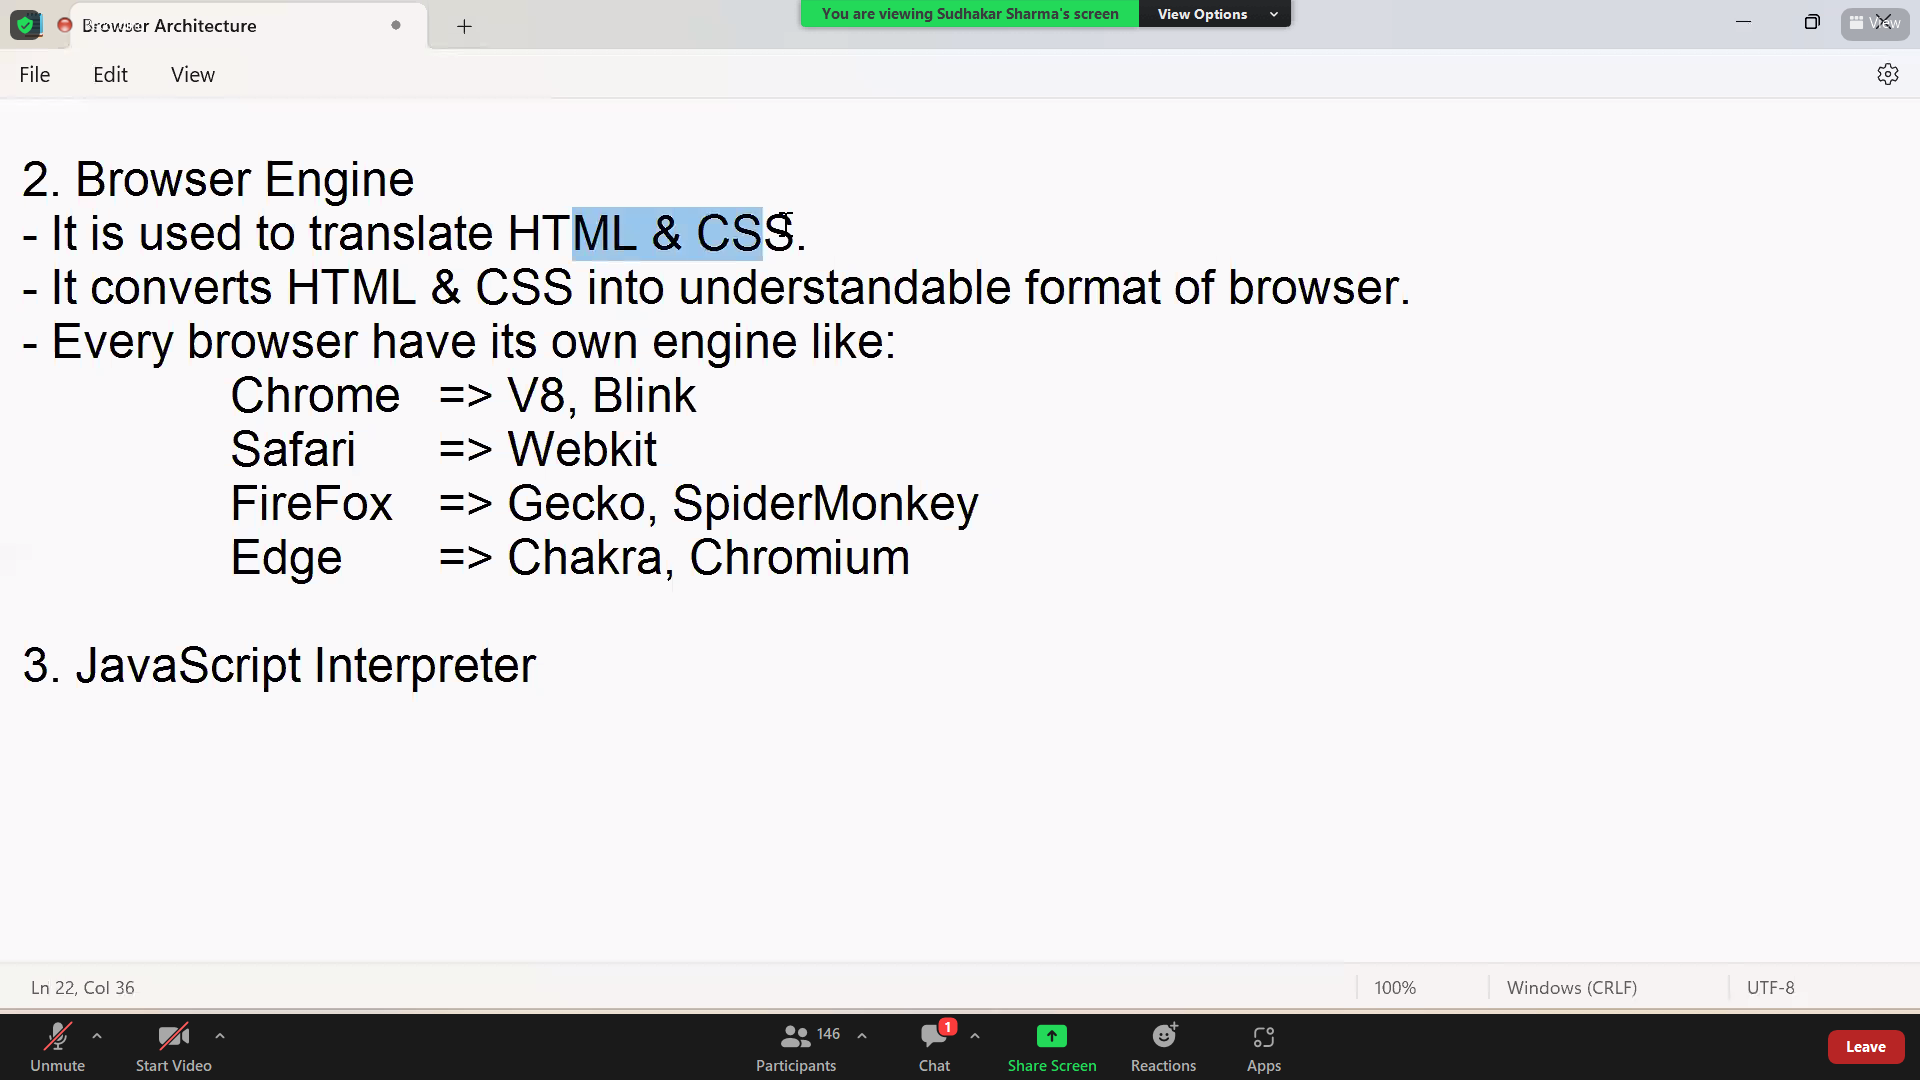 Browser Architecture
You are viewing Sudhakar Sharma's screen
View Options
View
File Edit View
2. Browser Engine
- It is used to translate HTML & CSS.
- It converts HTML & CSS into understandable format of browser.
- Every browser have its own engine like:
Chrome => V8, Blink
Safari => Webkit
FireFox => Gecko, SpiderMonkey
Edge => Chakra, Chromium
3. JavaScript Interpreter
Ln 22, Col 36
100%
Windows (CRLF)
UTF-8
146
1
Unmute
Start Video
Participants
Chat
Share Screen
Reactions
Apps
Leave